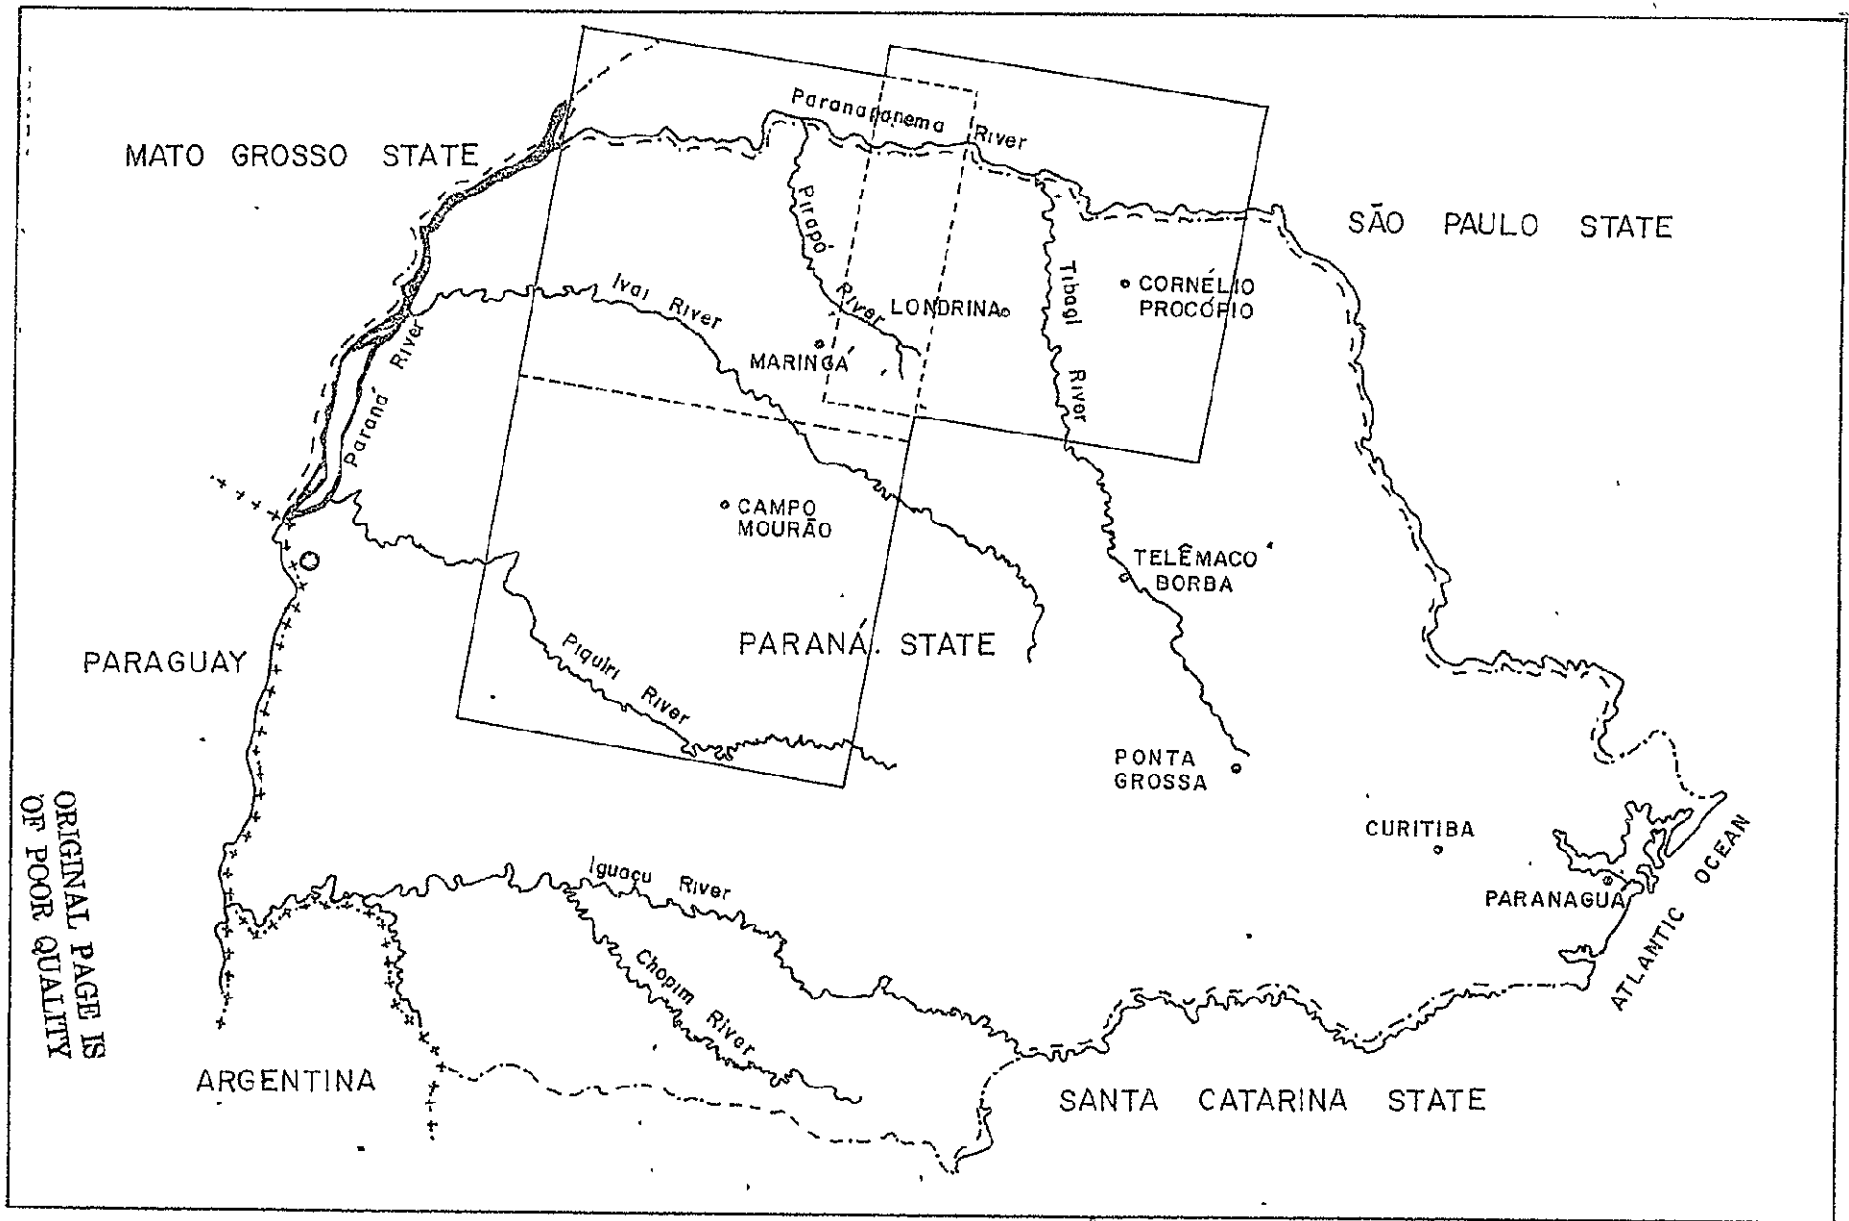 Paranapanema River
MATO GROSSO STATE
SÃO PAULO STATE
Pirapó River
Ivaí River
Tibagi River
CORNÉLIO
PROCÓPIO
LONDRINA
MARINGÁ
Paraná River
CAMPO
MOURÃO
TELÊMACO
BORBA
PARANÁ STATE
PARAGUAY
Piquiri River
PONTA
GROSSA
CURITIBA
PARANAGUA
ATLANTIC OCEAN
Iguaçu River
Chopim River
ARGENTINA
SANTA CATARINA STATE
ORIGINAL PAGE IS
OF POOR QUALITY